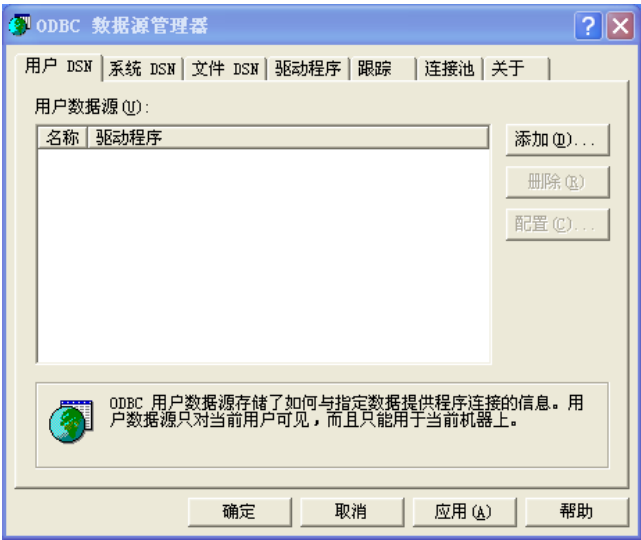 ODBC 数据源管理器
用户 DSN 系统 DSN 文件 DSN 驱动程序 跟踪 连接池 关于
用户数据源(U):
名称 驱动程序
添加(D)...
删除(R)
配置(C)...
ODBC 用户数据源存储了如何与指定数据提供程序连接的信息。用
户数据源只对当前用户可见，而且只能用于当前机器上。
确定 取消 应用(A) 帮助